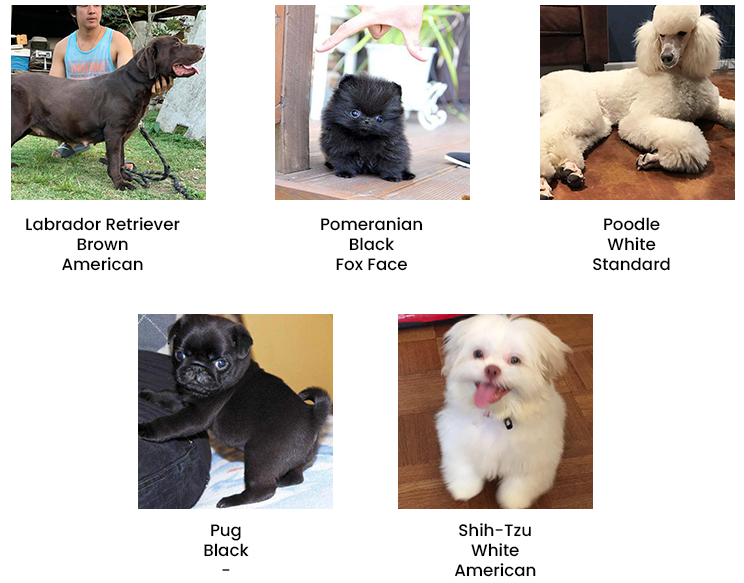 Labrador Retriever
Brown
American
Pomeranian
Black
Fox Face
Poodle
White
Standard
Pug
Black
-
Shih-Tzu
White
American